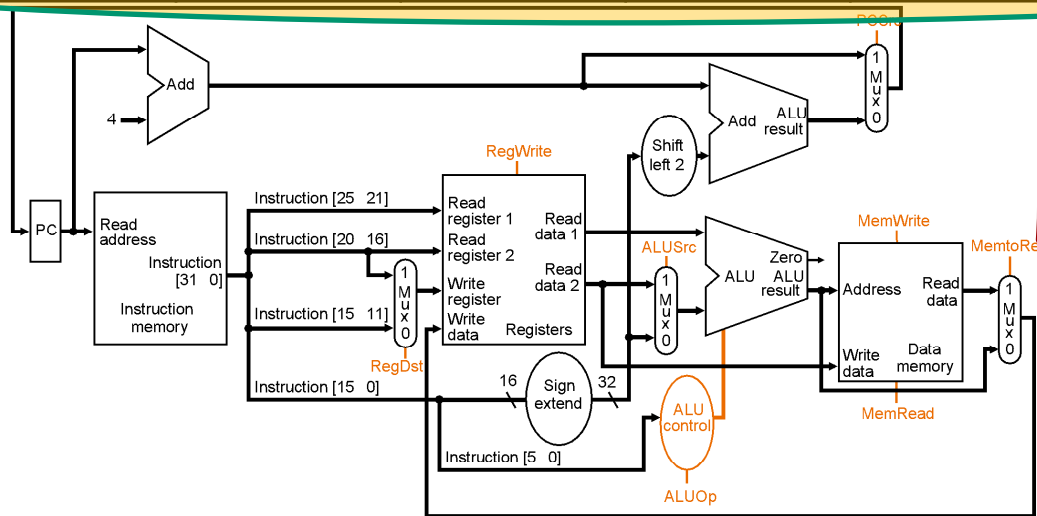 PCSrc
1
M
u
x
0
Add
4
Add
ALU
result
Shift
left 2
RegWrite
PC
Read
address
Instruction
[31 0]
Instruction
memory
Instruction [25 21]
Instruction [20 16]
Instruction [15 11]
Instruction [15 0]
Instruction [5 0]
1
M
u
x
0
RegDst
Read
register 1
Read
register 2
Write
register
Write
data
Read
data 1
Read
data 2
Registers
16
Sign
extend
32
ALUSrc
1
M
u
x
0
ALU
Zero
ALU
result
ALU
control
ALUOp
MemWrite
Address
Read
data
Write
data
Data
memory
MemRead
MemtoRe
1
M
u
x
0